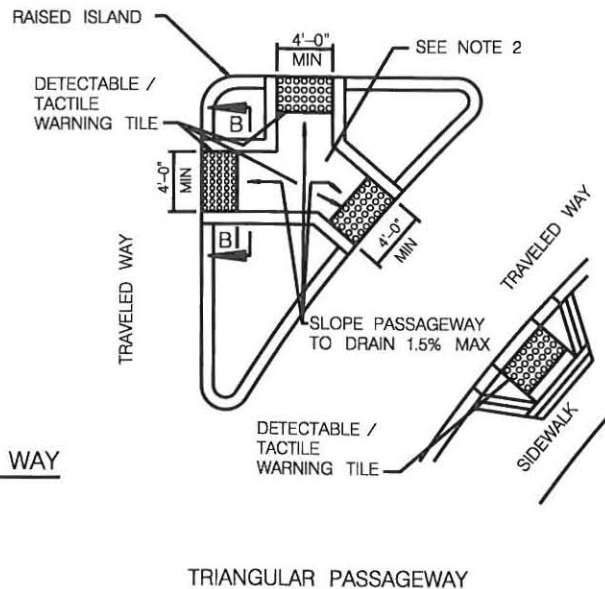 RAISED ISLAND
4'-0"
MIN
SEE NOTE 2
DETECTABLE /
TACTILE
WARNING TILE
B
4'-0"
MIN
B
4'-0"
MIN
TRAVELED WAY
TRAVELED WAY
SLOPE PASSAGEWAY
TO DRAIN 1.5% MAX
DETECTABLE /
TACTILE
WARNING TILE
SIDEWALK
WAY
TRIANGULAR PASSAGEWAY